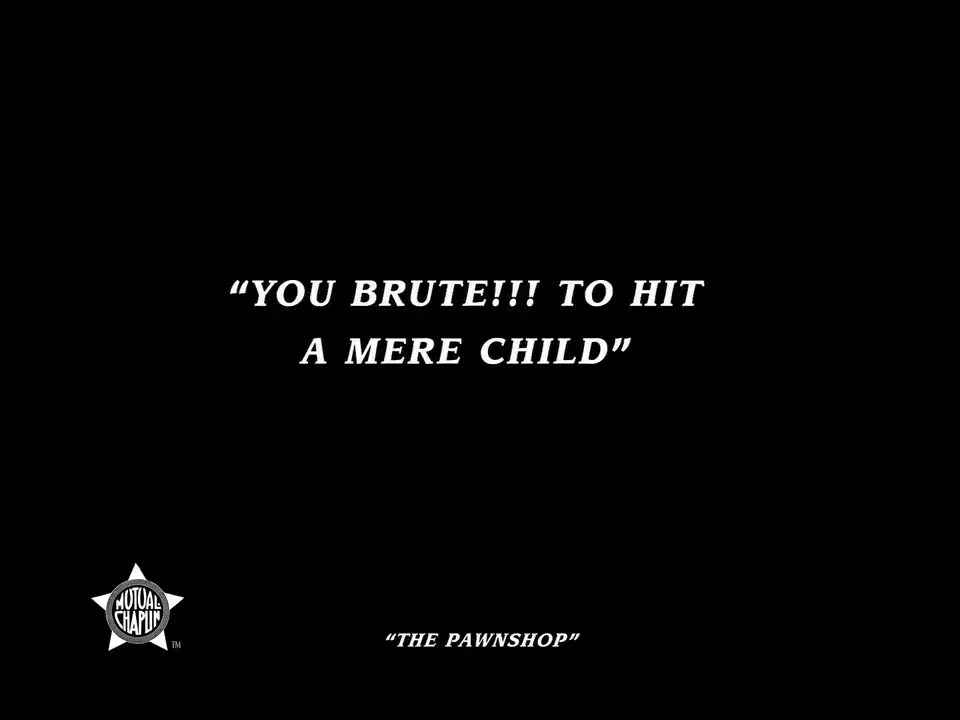 “YOU BRUTE!!! TO HIT
A MERE CHILD”
MUTUAL-
CHAPLIN
TM
“THE PAWNSHOP”